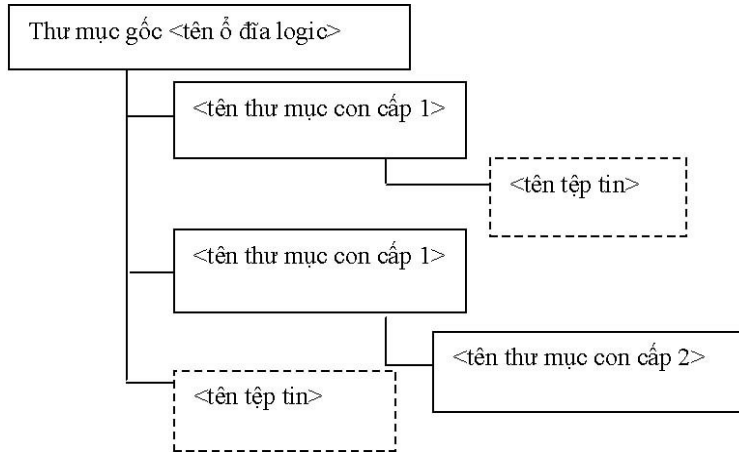 Thư mục gốc <tên ổ đĩa logic>
<tên thư mục con cấp 1>
<tên tệp tin>
<tên thư mục con cấp 1>
<tên thư mục con cấp 2>
<tên tệp tin>